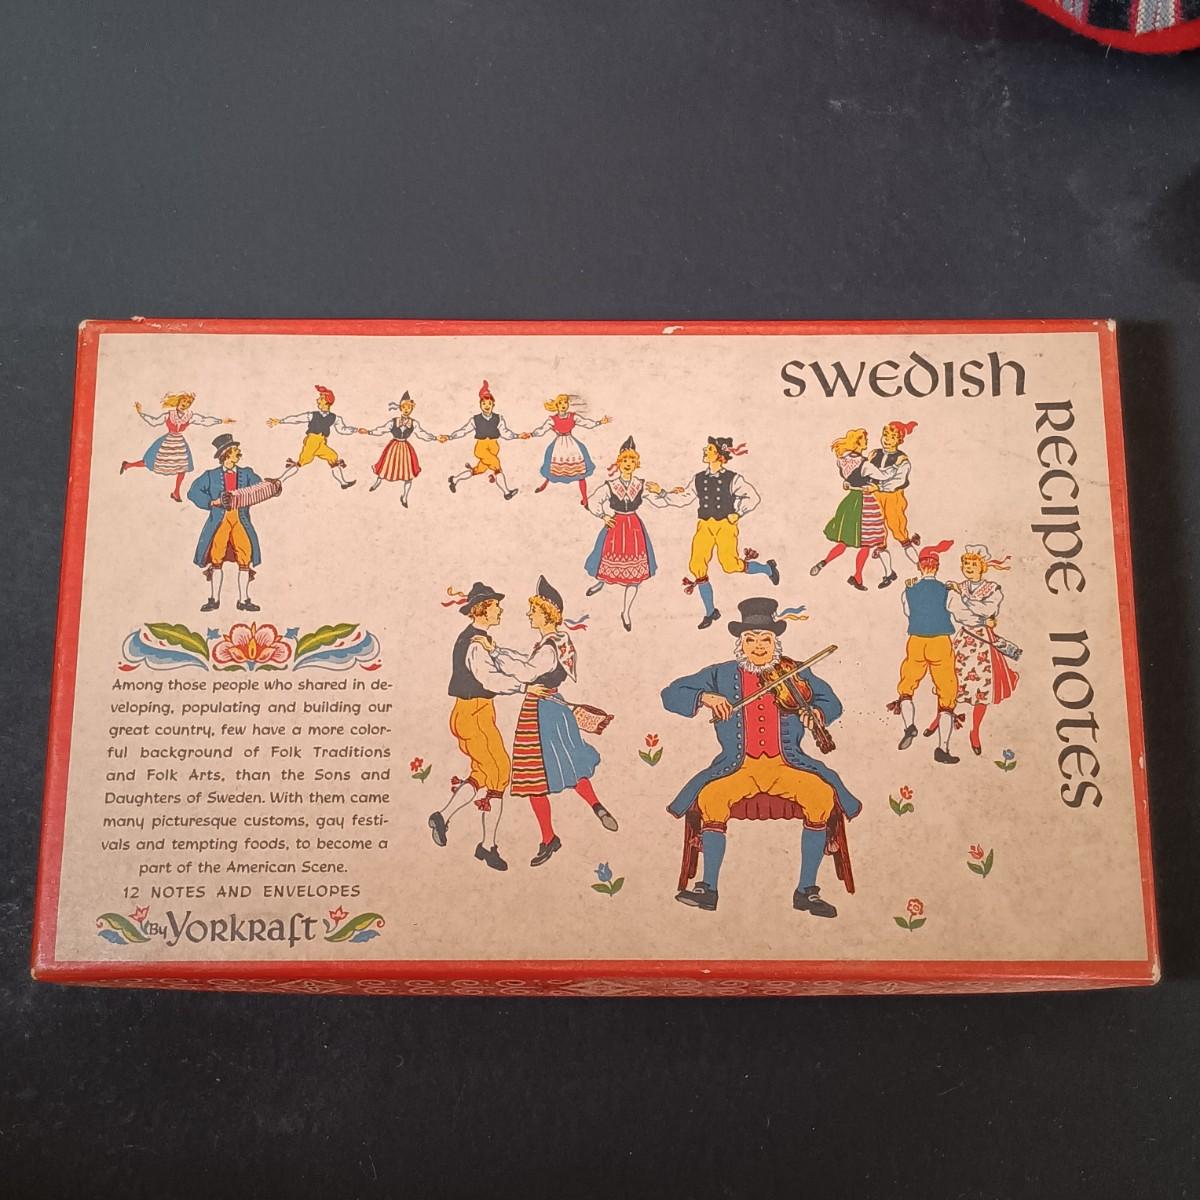 SWEDISH
RECIPE NOTES
Among those people who shared in de-
veloping, populating and building our
great country, few have a more color-
ful background of Folk Traditions
and Folk Arts, than the Sons and
Daughters of Sweden. With them came
many picturesque customs, gay festi-
vals and tempting foods, to become a
part of the American Scene.
12 NOTES AND ENVELOPES
By Yorkraft